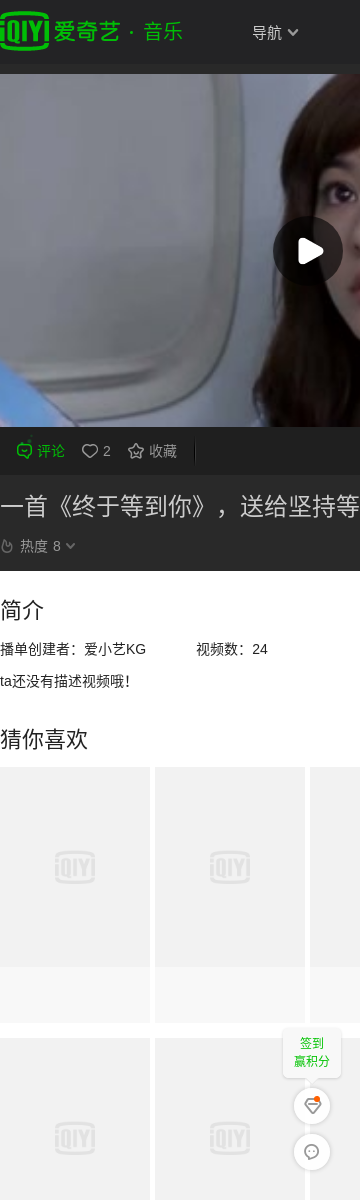 iQIYI 爱奇艺 · 音乐
导航
评论 2 收藏
一首《终于等到你》，送给坚持等
热度 8
简介
播单创建者：爱小艺KG 视频数：24
ta还没有描述视频哦！
猜你喜欢
iQIYI iQIYI
签到
赢积分
iQIYI iQIYI